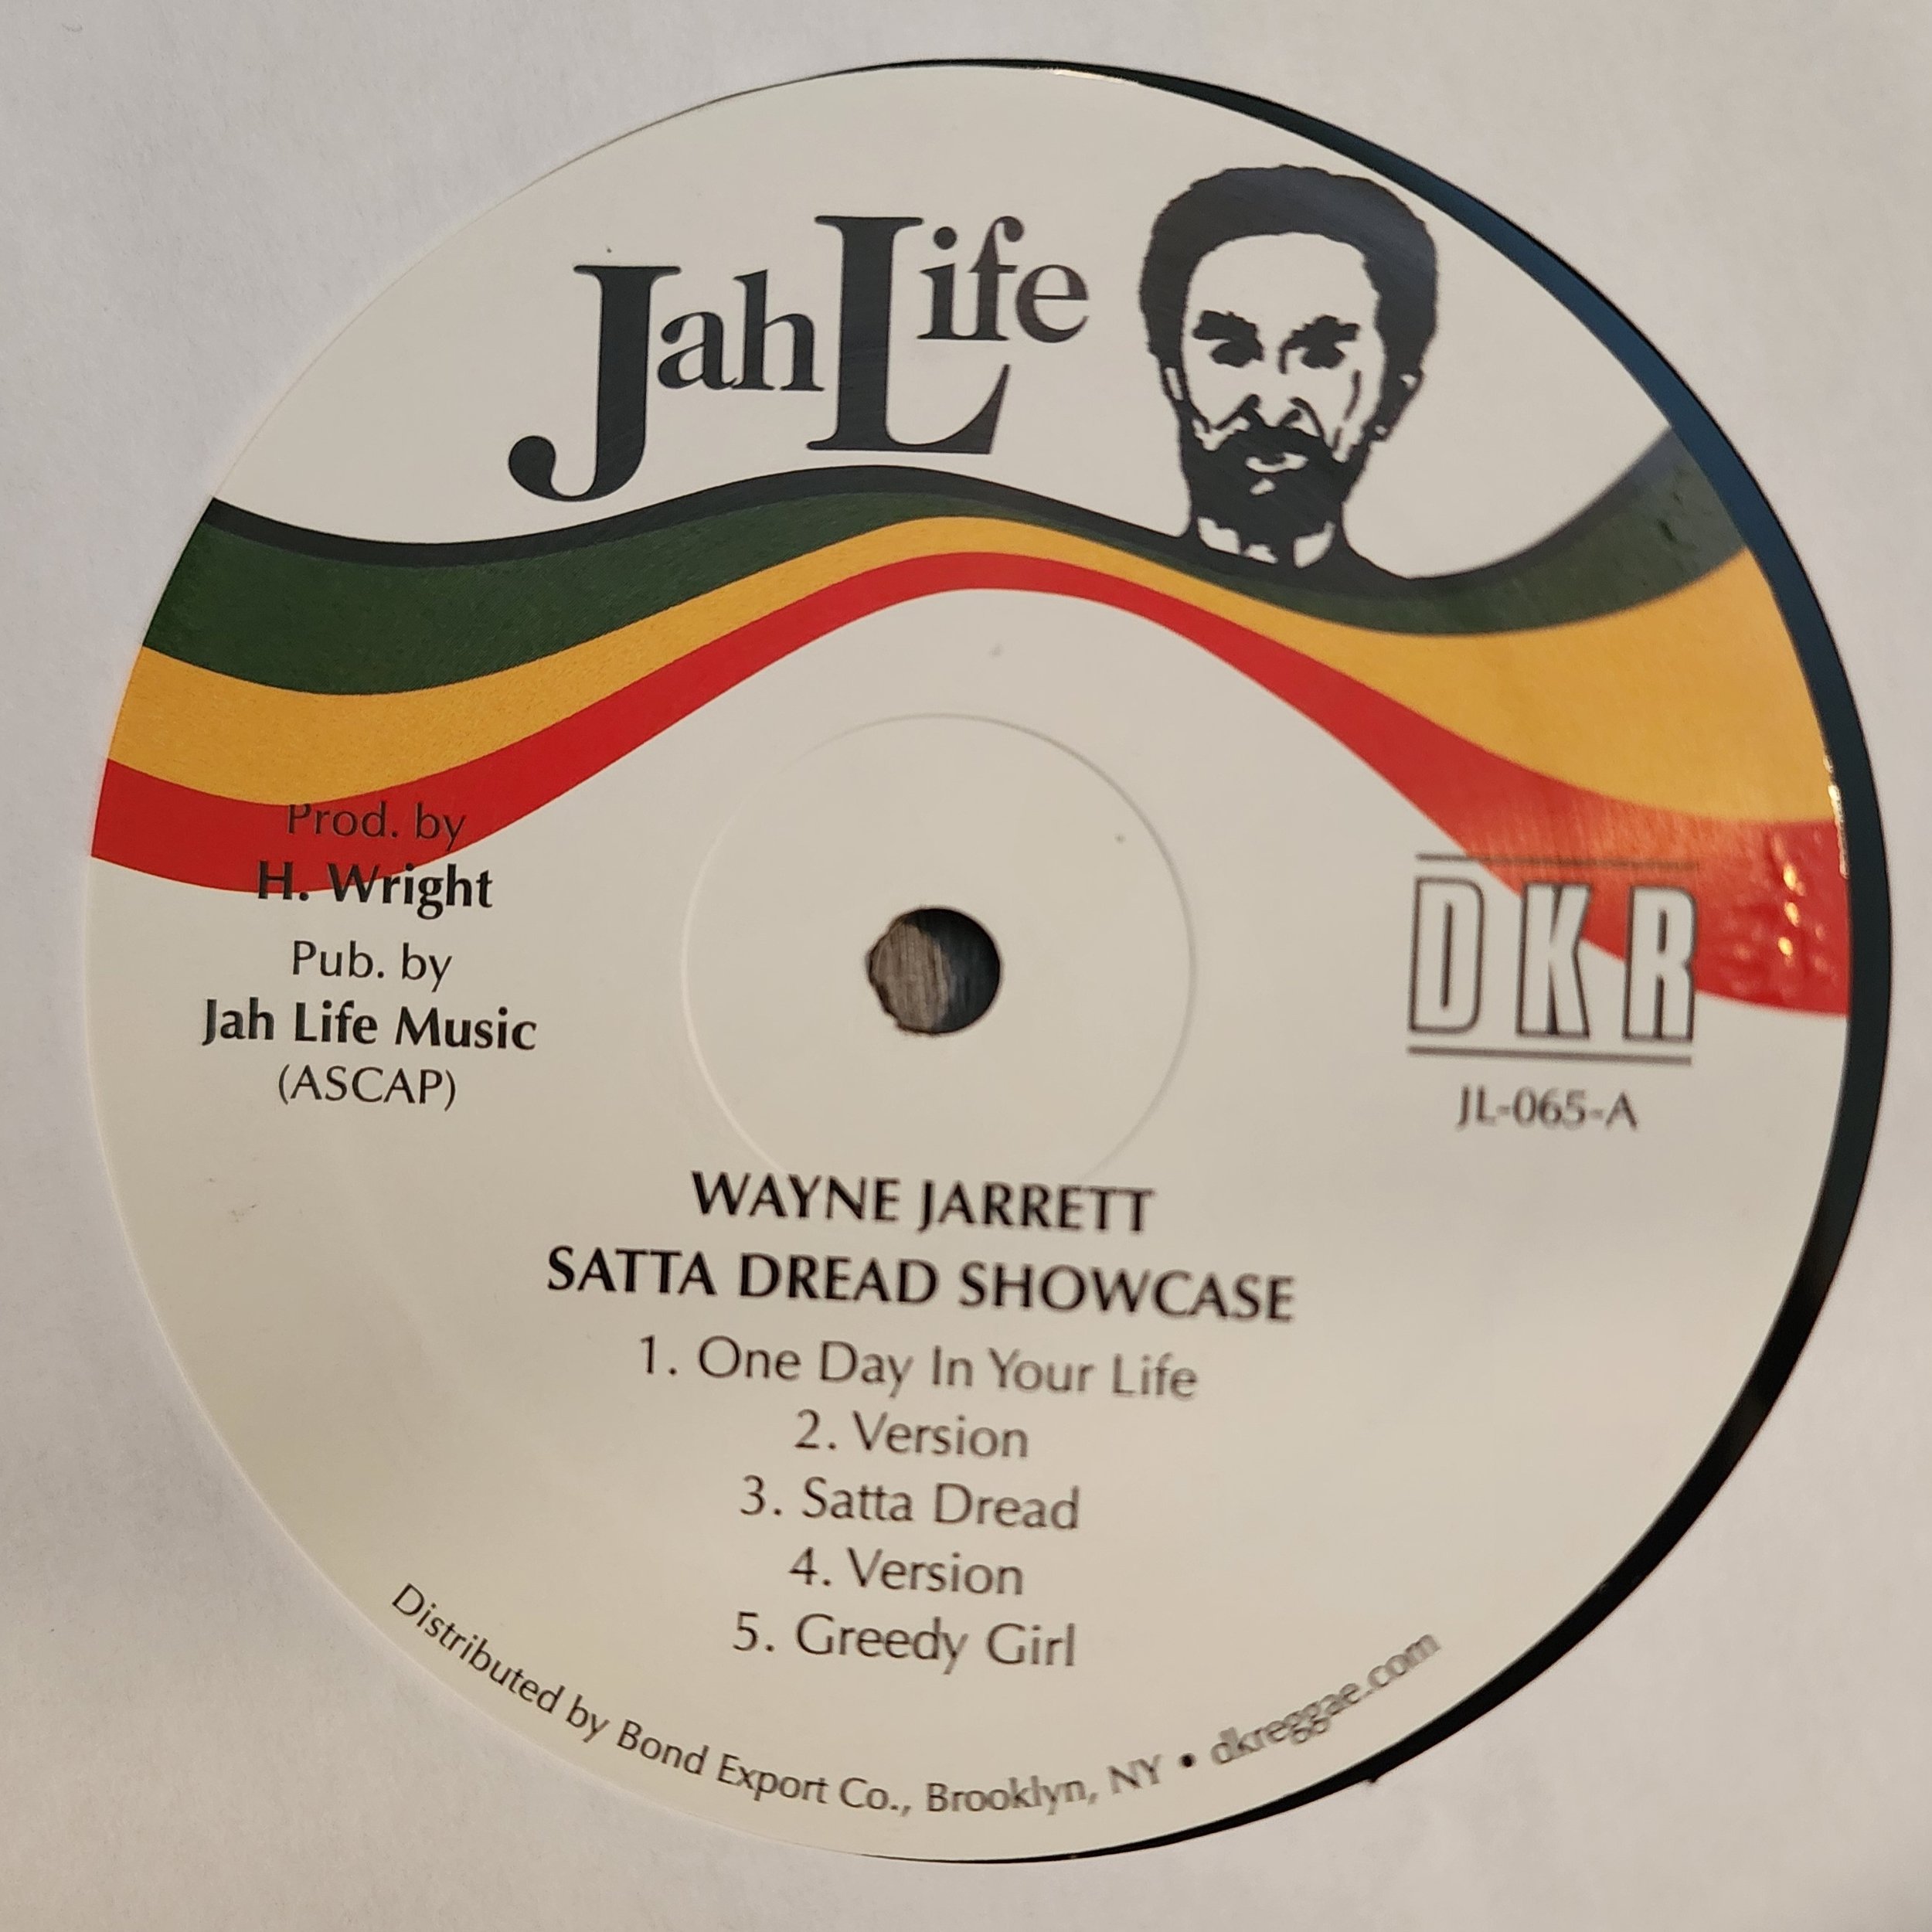 Jah Life
Prod. by
H. Wright
Pub. by
Jah Life Music
(ASCAP)
DKR
JL-065-A
WAYNE JARRETT
SATTA DREAD SHOWCASE
1. One Day In Your Life
2. Version
3. Satta Dread
4. Version
5. Greedy Girl
Distributed by Bond Export Co., Brooklyn, NY • dkreggae.com